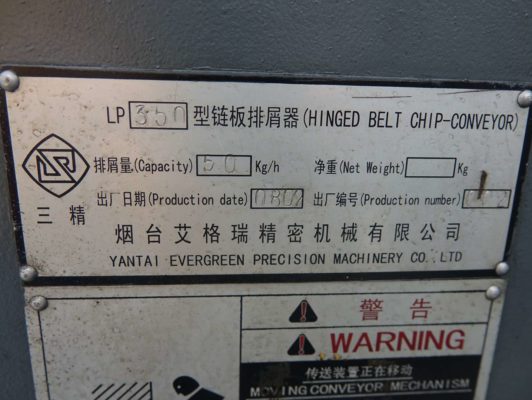 LP 350 型链板排屑器(HINGED BELT CHIP-CONVEYOR)
排屑量(Capacity) 50 Kg/h 净重(Net Weight) Kg
出厂日期(Production date) 0802 出厂编号(Production number)
三精
烟台艾格瑞精密机械有限公司
YANTAI EVERGREEN PRECISION MACHINERY CO.,LTD
警告
WARNING
传送装置正在移动
MOVING CONVEYOR MECHANISM